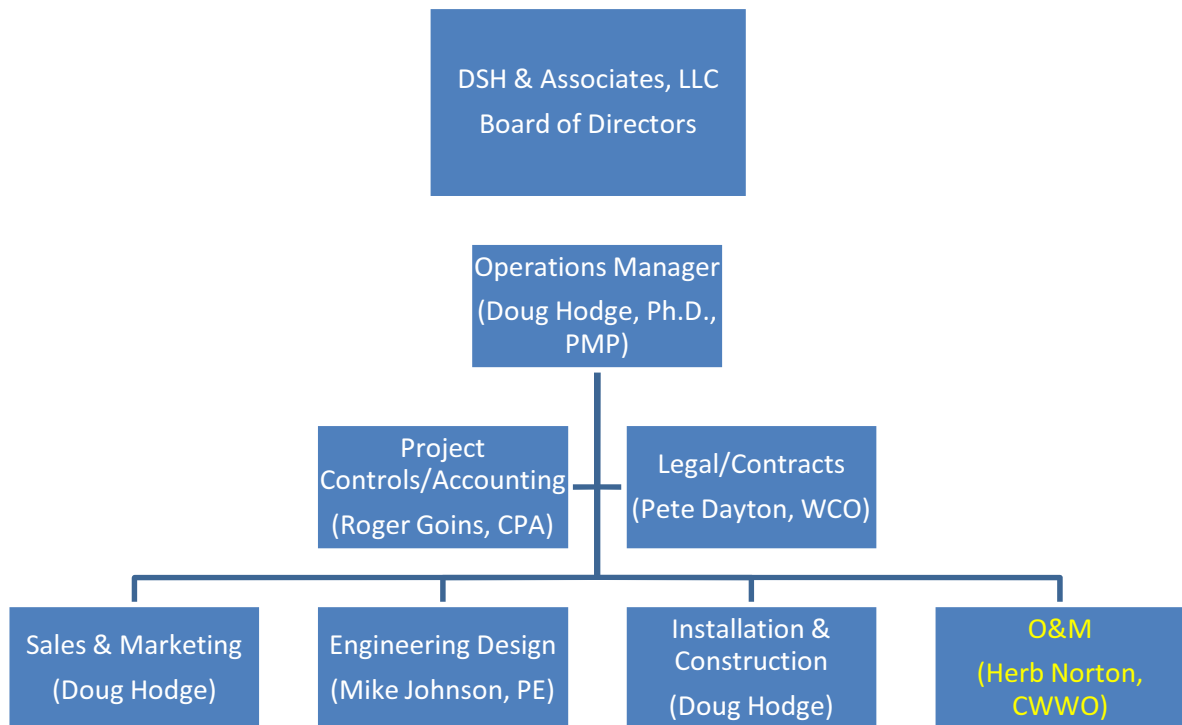 DSH & Associates, LLC
Board of Directors
Operations Manager
(Doug Hodge, Ph.D.,
PMP)
Project
Controls/Accounting
(Roger Goins, CPA)
Legal/Contracts
(Pete Dayton, WCO)
Sales & Marketing
(Doug Hodge)
Engineering Design
(Mike Johnson, PE)
Installation &
Construction
(Doug Hodge)
O&M
(Herb Norton,
CWWO)